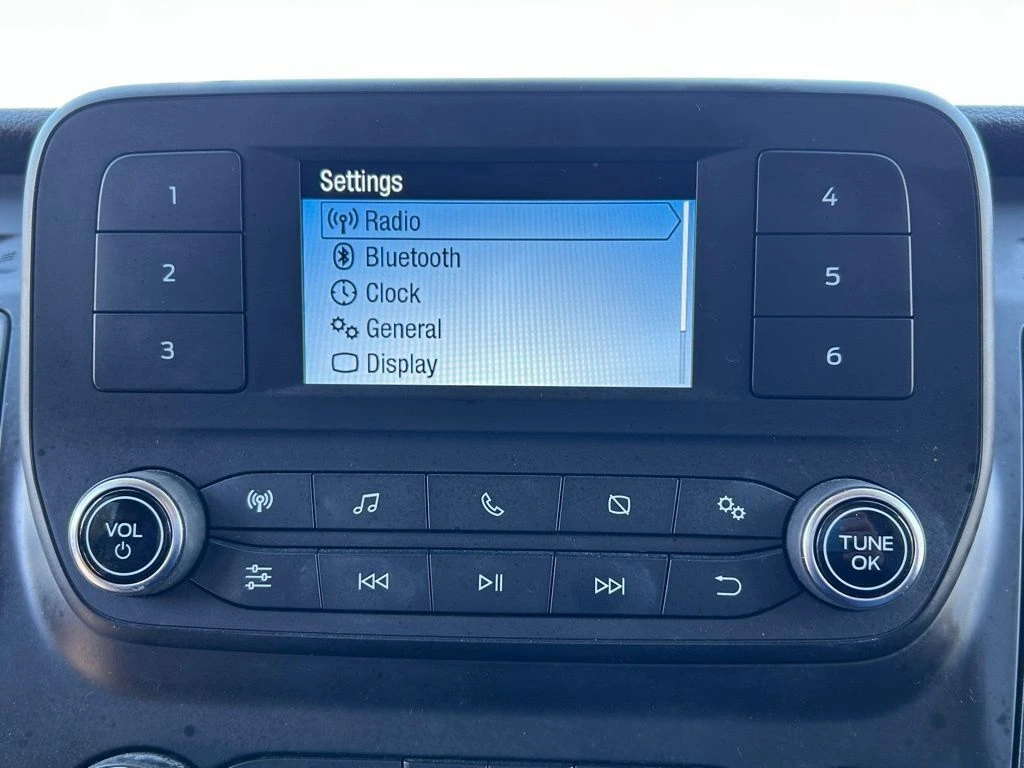 Settings
Radio
Bluetooth
Clock
General
Display
1
2
3
4
5
6
VOL
TUNE
OK